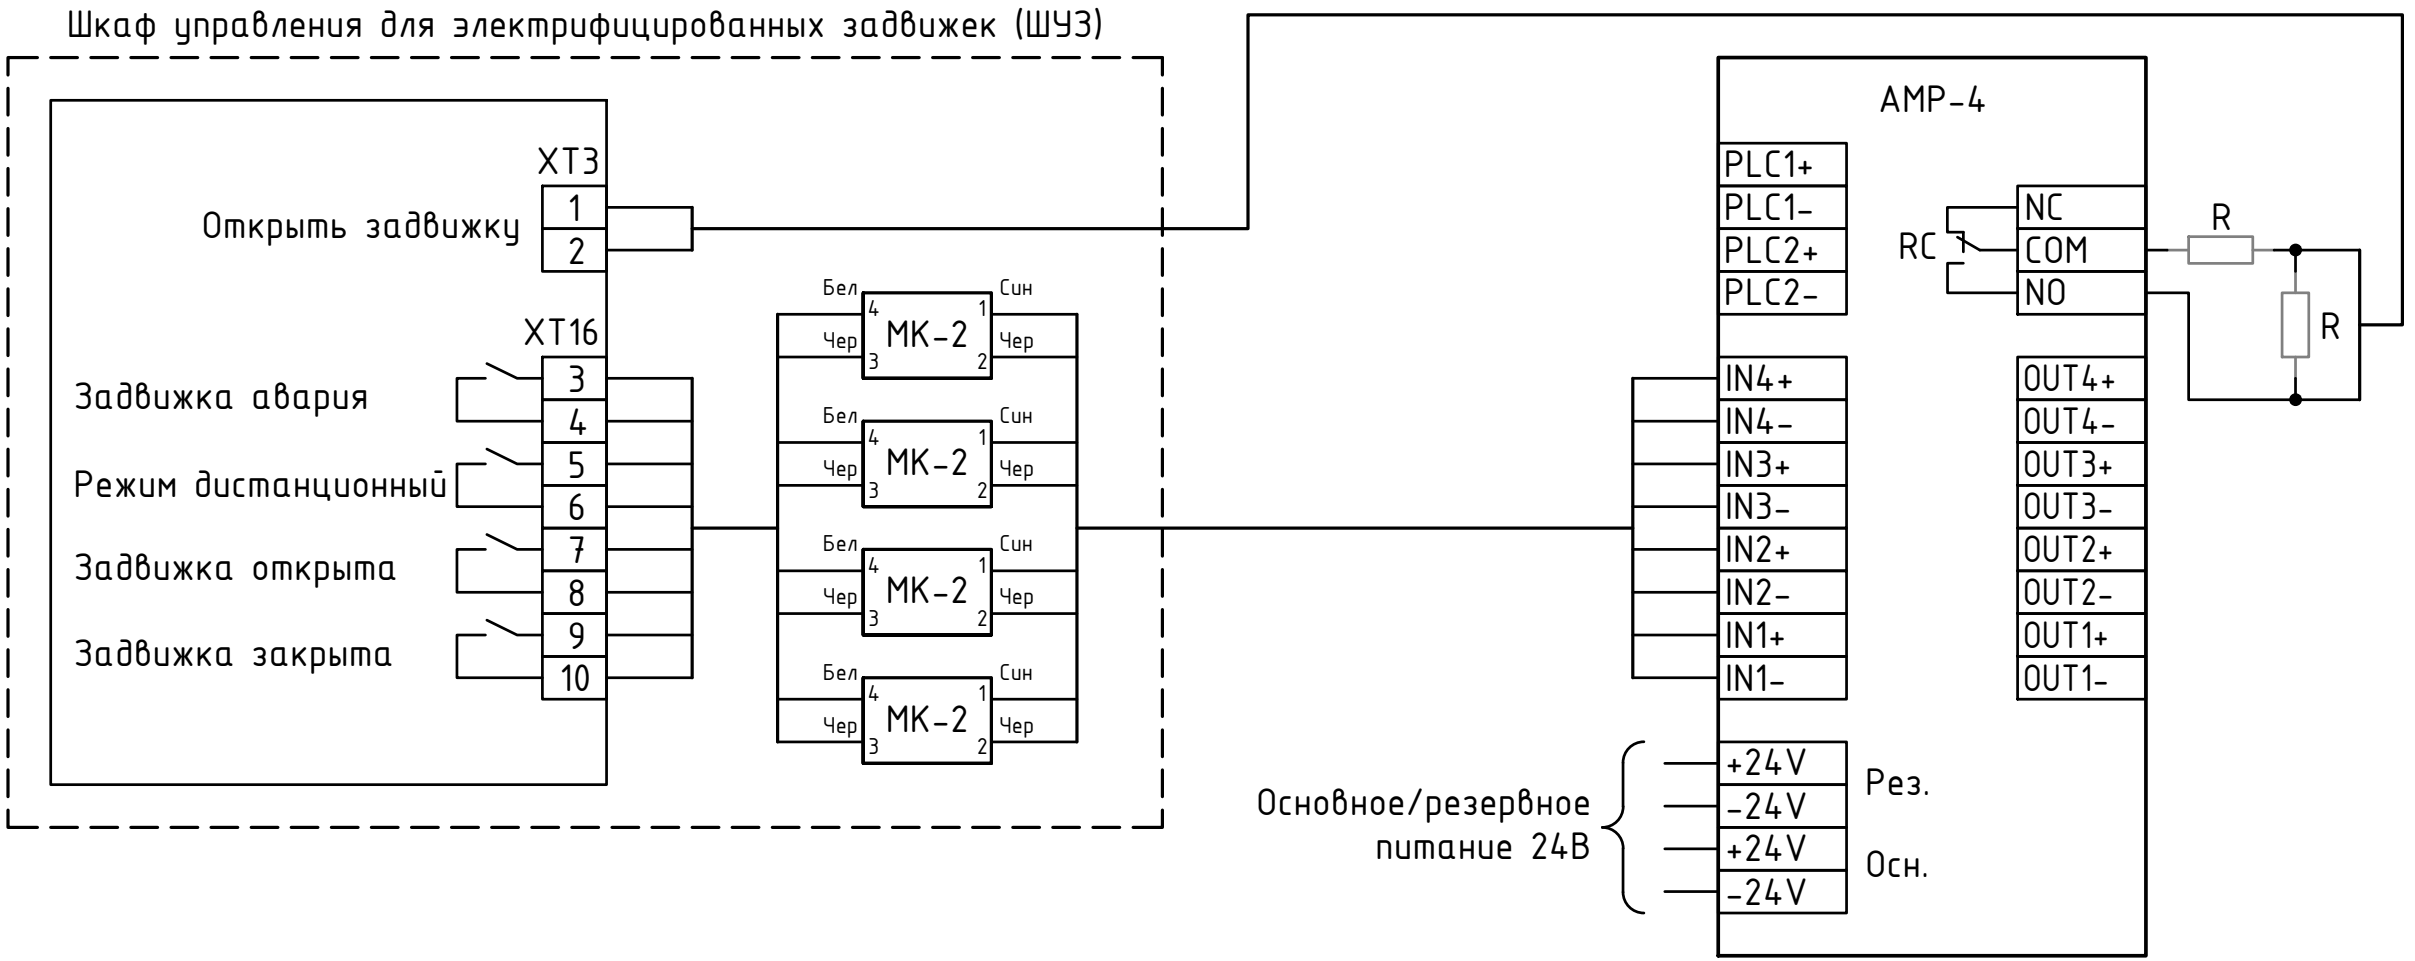 Шкаф управления для электрифицированных задвижек (ШУЗ)
XT3
Открыть задвижку
1
2
XT16
Задвижка авария
3
4
Режим дистанционный
5
6
Задвижка открыта
7
8
Задвижка закрыта
9
10
Бел
4
МК-2
1
Син
Чер
3
2
Чер
Бел
4
МК-2
1
Син
Чер
3
2
Чер
Бел
4
МК-2
1
Син
Чер
3
2
Чер
Бел
4
МК-2
1
Син
Чер
3
2
Чер
АМР-4
PLC1+
PLC1-
PLC2+
PLC2-
RC
NC
COM
NO
R
R
IN4+
IN4-
IN3+
IN3-
IN2+
IN2-
IN1+
IN1-
OUT4+
OUT4-
OUT3+
OUT3-
OUT2+
OUT2-
OUT1+
OUT1-
Основное/резервное
питание 24В
+24V
-24V
Рез.
+24V
-24V
Осн.